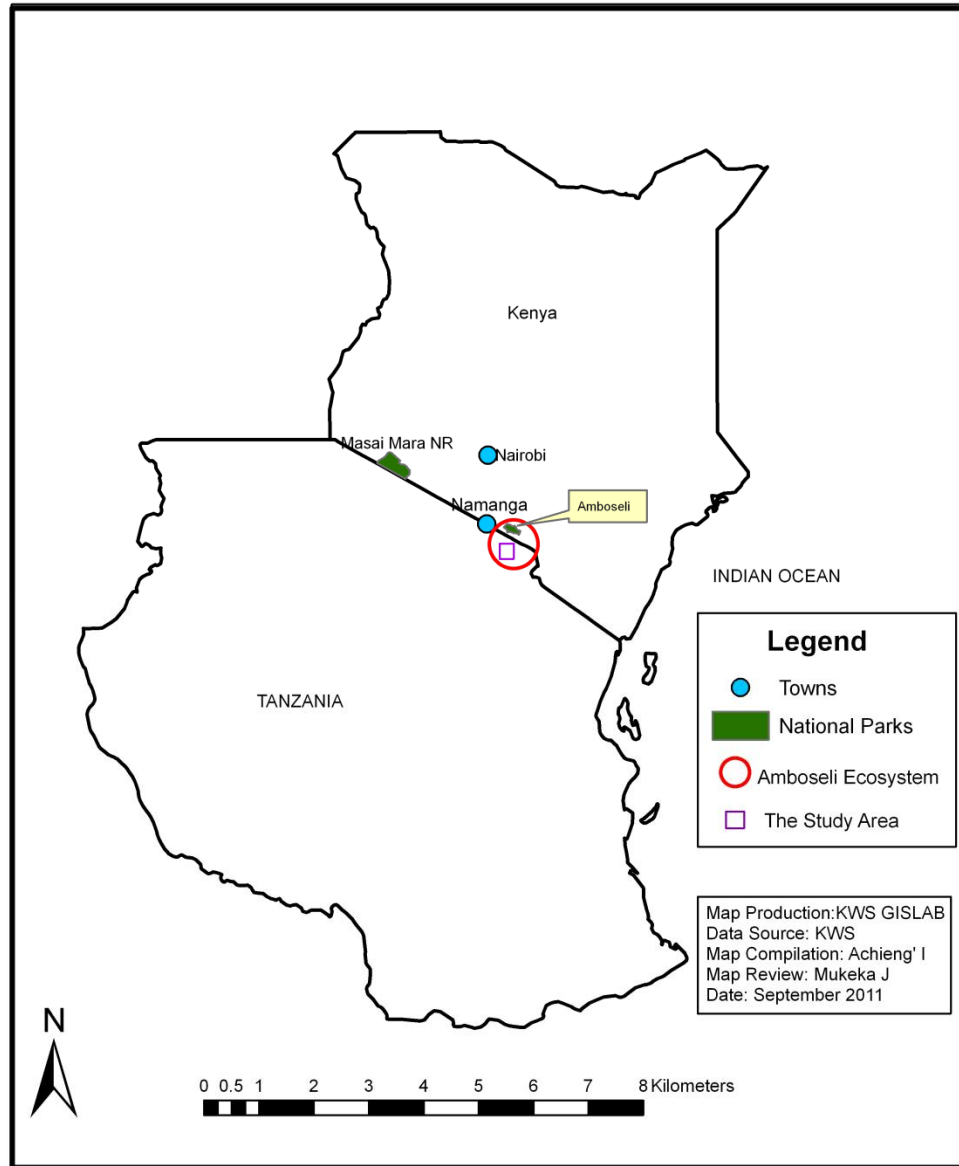 Kenya
Masai Mara NR
Nairobi
Namanga
Amboseli
INDIAN OCEAN
TANZANIA
Legend
Towns
National Parks
Amboseli Ecosystem
The Study Area
Map Production:KWS GISLAB
Data Source: KWS
Map Compilation: Achieng' I
Map Review: Mukeka J
Date: September 2011
N
0 0.5 1 2 3 4 5 6 7 8 Kilometers